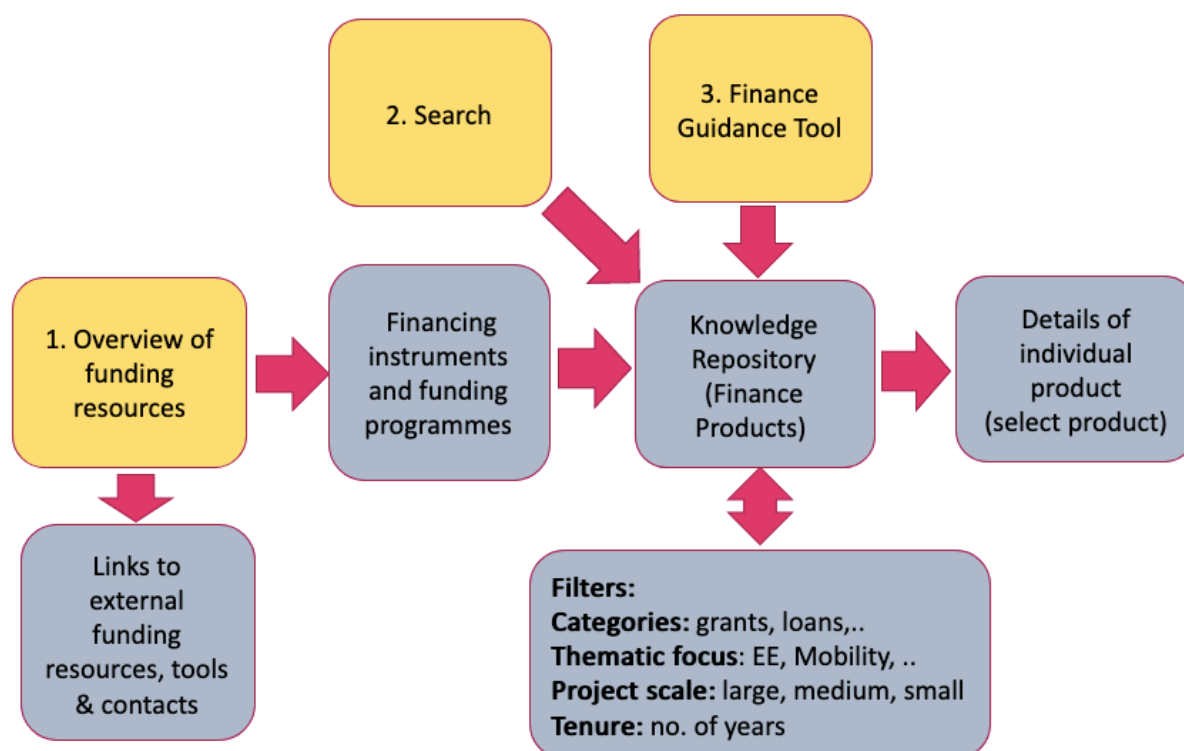 2. Search
3. Finance
Guidance Tool
1. Overview of
funding
resources
Financing
instruments
and funding
programmes
Knowledge
Repository
(Finance
Products)
Details of
individual
product
(select product)
Links to
external
funding
resources, tools
& contacts
Filters:
Categories: grants, loans,..
Thematic focus: EE, Mobility, ..
Project scale: large, medium, small
Tenure: no. of years